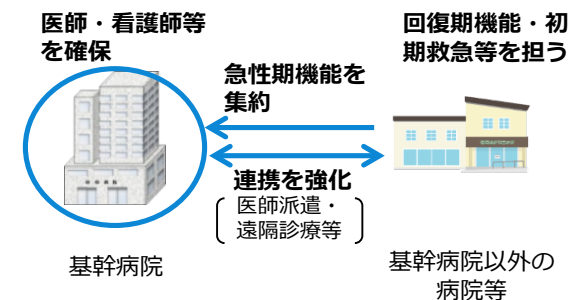 医師・看護師等
を確保
回復期機能・初
期救急等を担う
急性期機能を
集約
連携を強化
医師派遣・
遠隔診療等
基幹病院
基幹病院以外の
病院等